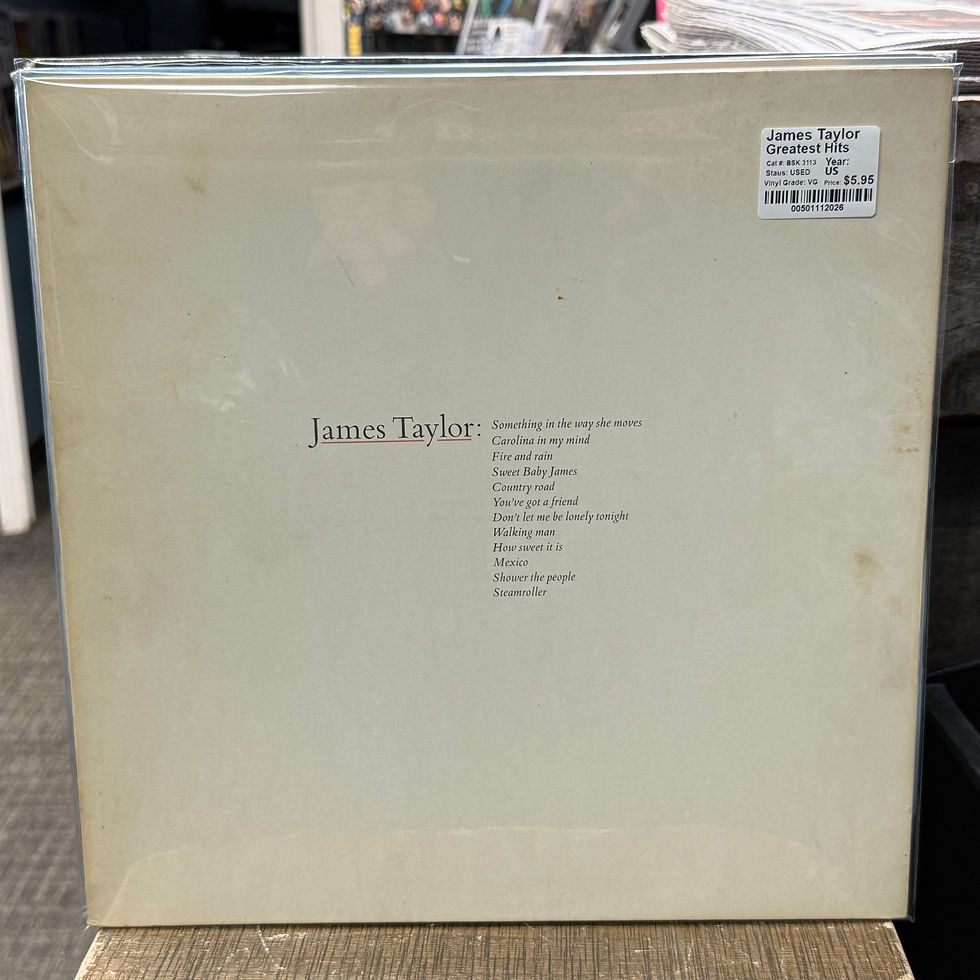 James Taylor
Greatest Hits
Cat #: BSK 3113 Year:
Staus: USED US
Vinyl Grade: VG Price: $5.95
00501112026
James Taylor:
Something in the way she moves
Carolina in my mind
Fire and rain
Sweet Baby James
Country road
You've got a friend
Don't let me be lonely tonight
Walking man
How sweet it is
Mexico
Shower the people
Steamroller